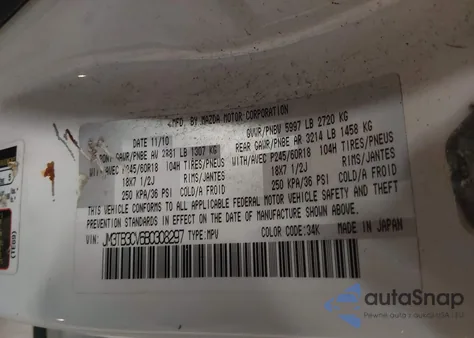 MFD. BY MAZDA MOTOR CORPORATION
DATE 11/10 GVWR/PNBV 5997 LB 2720 KG
GAWR/PNBE AV 2881 LB 1307 KG REAR GAWR/PNBE AR 3214 LB 1458 KG
WITH/AVEC P245/60R18 104H TIRES/PNEUS WITH/AVEC P245/60R18 104H TIRES/PNEUS
18X7 1/2J RIMS/JANTES 18X7 1/2J RIMS/JANTES
250 KPA/36 PSI COLD/A FROID 250 KPA/36 PSI COLD/A FROID
THIS VEHICLE CONFORMS TO ALL APPLICABLE FEDERAL MOTOR VEHICLE SAFETY AND THEFT
PREVENTION STANDARDS IN EFFECT ON THE DATE OF MANUFACTURE SHOWN ABOVE.
VIN: JM3TB3CV6B0308297 TYPE: MPV COLOR CODE: 34K MADE IN JAPAN
autoSnap